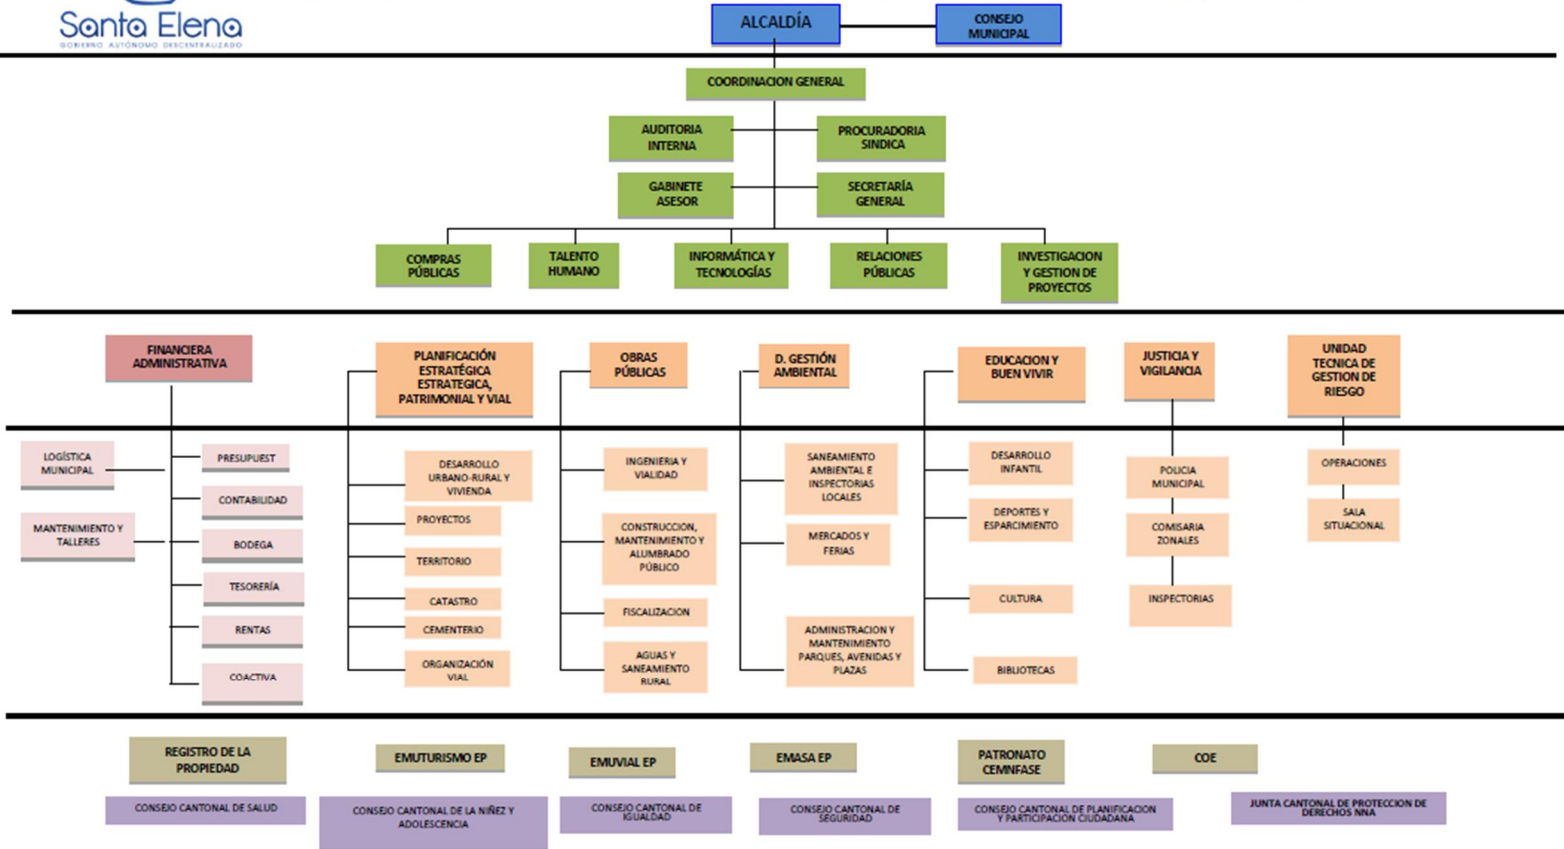 Santa Elena
GOBIERNO AUTÓNOMO DESCENTRALIZADO
ALCALDÍA
CONSEJO
MUNICIPAL
COORDINACION GENERAL
AUDITORIA
INTERNA
PROCURADORIA
SINDICA
GABINETE
ASESOR
SECRETARÍA
GENERAL
COMPRAS
PÚBLICAS
TALENTO
HUMANO
INFORMÁTICA Y
TECNOLOGÍAS
RELACIONES
PÚBLICAS
INVESTIGACION
Y GESTION DE
PROYECTOS
FINANCIERA
ADMINISTRATIVA
PLANIFICACIÓN
ESTRATÉGICA
ESTRATEGICA,
PATRIMONIAL Y VIAL
OBRAS
PÚBLICAS
D. GESTIÓN
AMBIENTAL
EDUCACION Y
BUEN VIVIR
JUSTICIA Y
VIGILANCIA
UNIDAD
TECNICA DE
GESTION DE
RIESGO
LOGÍSTICA
MUNICIPAL
MANTENIMIENTO Y
TALLERES
PRESUPUEST
CONTABILIDAD
BODEGA
TESORERÍA
RENTAS
COACTIVA
DESARROLLO
URBANO-RURAL Y
VIVIENDA
PROYECTOS
TERRITORIO
CATASTRO
CEMENTERIO
ORGANIZACIÓN
VIAL
INGENIERIA Y
VIALIDAD
CONSTRUCCION,
MANTENIMIENTO Y
ALUMBRADO
PÚBLICO
FISCALIZACION
AGUAS Y
SANEAMIENTO
RURAL
SANEAMIENTO
AMBIENTAL E
INSPECTORIAS
LOCALES
MERCADOS Y
FERIAS
ADMINISTRACION Y
MANTENIMIENTO
PARQUES, AVENIDAS Y
PLAZAS
DESARROLLO
INFANTIL
DEPORTES Y
ESPARCIMIENTO
CULTURA
BIBLIOTECAS
POLICIA
MUNICIPAL
COMISARIA
ZONALES
INSPECTORIAS
OPERACIONES
SALA
SITUACIONAL
REGISTRO DE LA
PROPIEDAD
EMUTURISMO EP
EMUVIAL EP
EMASA EP
PATRONATO
CEMNFASE
COE
CONSEJO CANTONAL DE SALUD
CONSEJO CANTONAL DE LA NIÑEZ Y
ADOLESCENCIA
CONSEJO CANTONAL DE
IGUALDAD
CONSEJO CANTONAL DE
SEGURIDAD
CONSEJO CANTONAL DE PLANIFICACION
Y PARTICIPACIÓN CIUDADANA
JUNTA CANTONAL DE PROTECCION DE
DERECHOS NNA